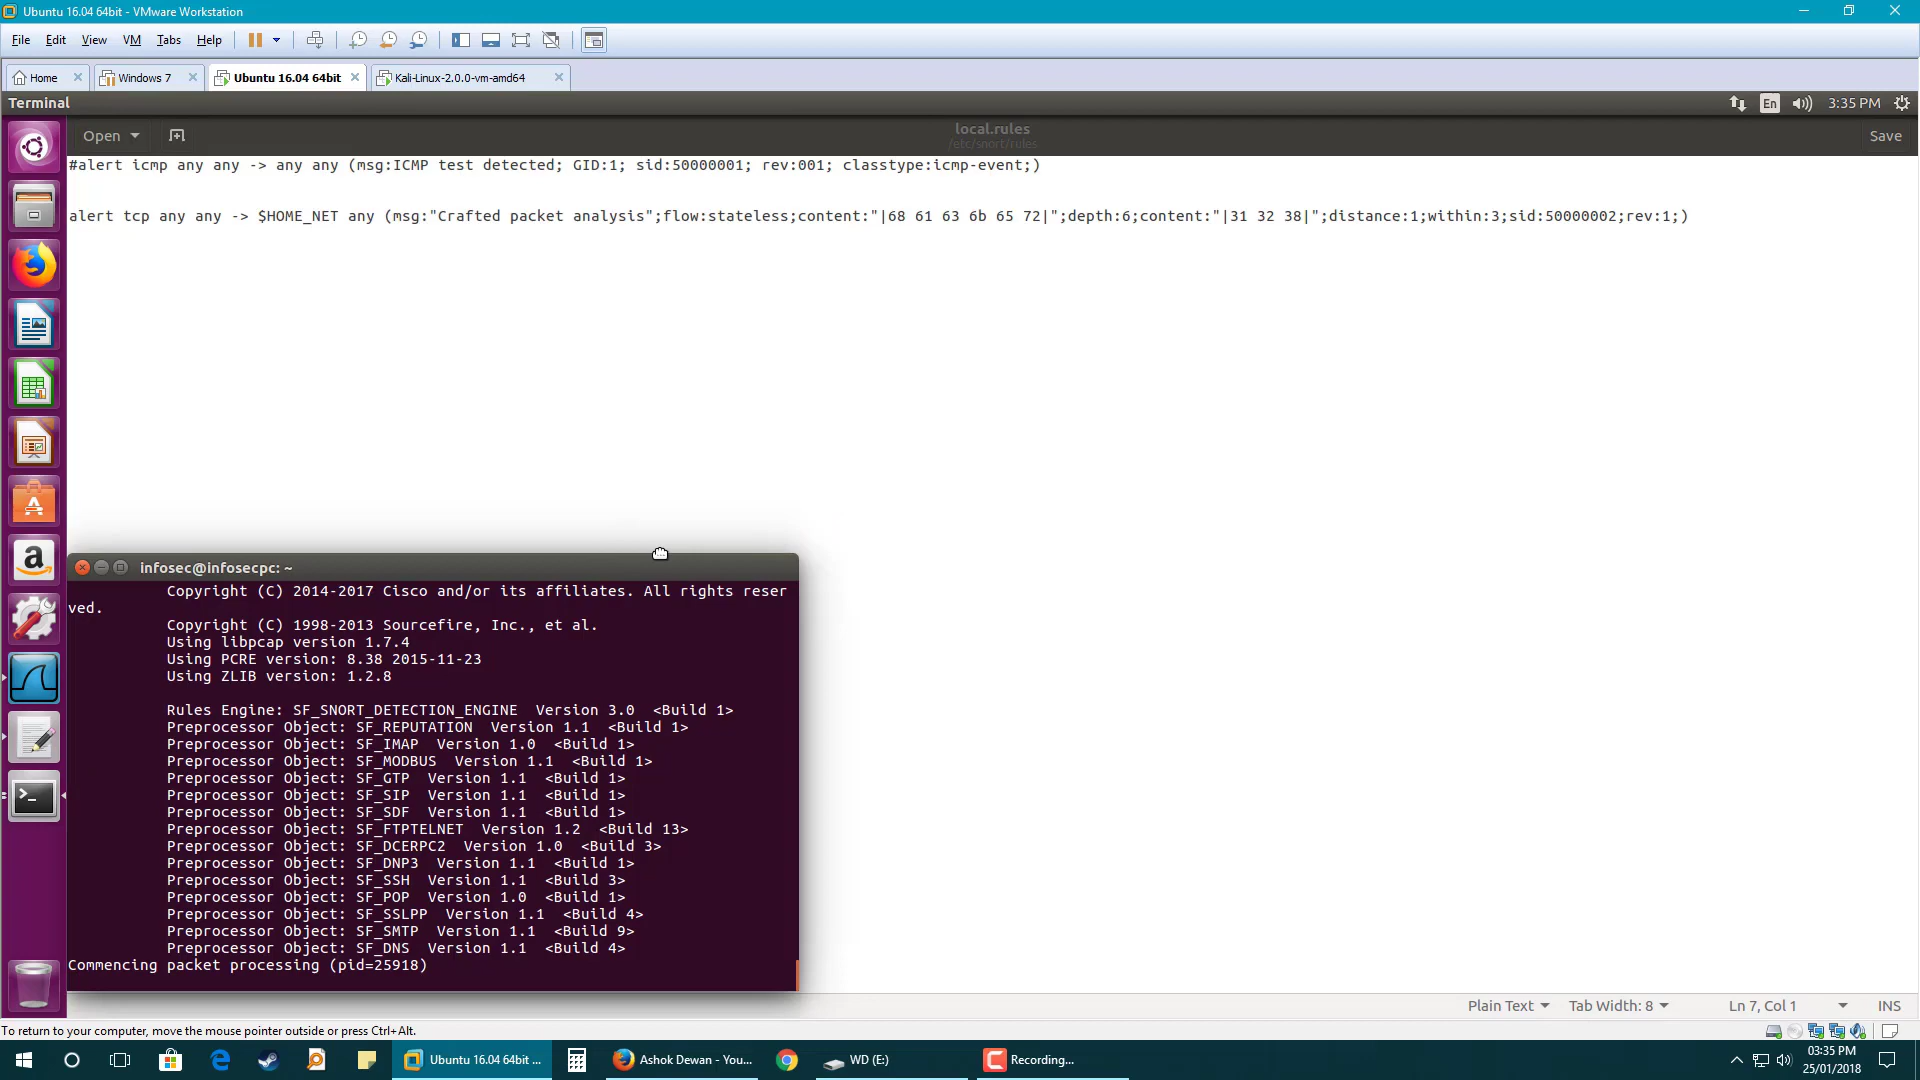 Ubuntu 16.04 64bit - VMware Workstation
File Edit View VM Tabs Help
Home Windows 7 Ubuntu 16.04 64bit Kali-Linux-2.0.0-vm-amd64
Terminal En 3:35 PM
Open local.rules Save
/etc/snort/rules
#alert icmp any any -> any any (msg:ICMP test detected; GID:1; sid:50000001; rev:001; classtype:icmp-event;)
alert tcp any any -> $HOME_NET any (msg:"Crafted packet analysis";flow:stateless;content:"|68 61 63 6b 65 72|";depth:6;content:"|31 32 38|";distance:1;within:3;sid:50000002;rev:1;)
infosec@infosecpc: ~
Copyright (C) 2014-2017 Cisco and/or its affiliates. All rights reser
ved.
Copyright (C) 1998-2013 Sourcefire, Inc., et al.
Using libpcap version 1.7.4
Using PCRE version: 8.38 2015-11-23
Using ZLIB version: 1.2.8
Rules Engine: SF_SNORT_DETECTION_ENGINE Version 3.0 <Build 1>
Preprocessor Object: SF_REPUTATION Version 1.1 <Build 1>
Preprocessor Object: SF_IMAP Version 1.0 <Build 1>
Preprocessor Object: SF_MODBUS Version 1.1 <Build 1>
Preprocessor Object: SF_GTP Version 1.1 <Build 1>
Preprocessor Object: SF_SIP Version 1.1 <Build 1>
Preprocessor Object: SF_SDF Version 1.1 <Build 1>
Preprocessor Object: SF_FTPTELNET Version 1.2 <Build 13>
Preprocessor Object: SF_DCERPC2 Version 1.0 <Build 3>
Preprocessor Object: SF_DNP3 Version 1.1 <Build 1>
Preprocessor Object: SF_SSH Version 1.1 <Build 3>
Preprocessor Object: SF_POP Version 1.0 <Build 1>
Preprocessor Object: SF_SSLPP Version 1.1 <Build 4>
Preprocessor Object: SF_SMTP Version 1.1 <Build 9>
Preprocessor Object: SF_DNS Version 1.1 <Build 4>
Commencing packet processing (pid=25918)
Plain Text Tab Width: 8 Ln 7, Col 1 INS
To return to your computer, move the mouse pointer outside or press Ctrl+Alt.
Ubuntu 16.04 64bit ... Ashok Dewan - You... WD (E:) Recording... 03:35 PM
25/01/2018